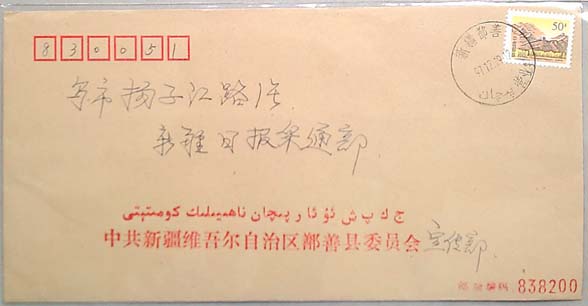 830051
50分
新疆鄯善
乌市扬子江路1号
新疆日报采通部
ج ك پ ش ئۇ ئا ر پىچان ناھىيىلىك كومىتېتى
中共新疆维吾尔自治区鄯善县委员会 宣传部
邮政编码:838200